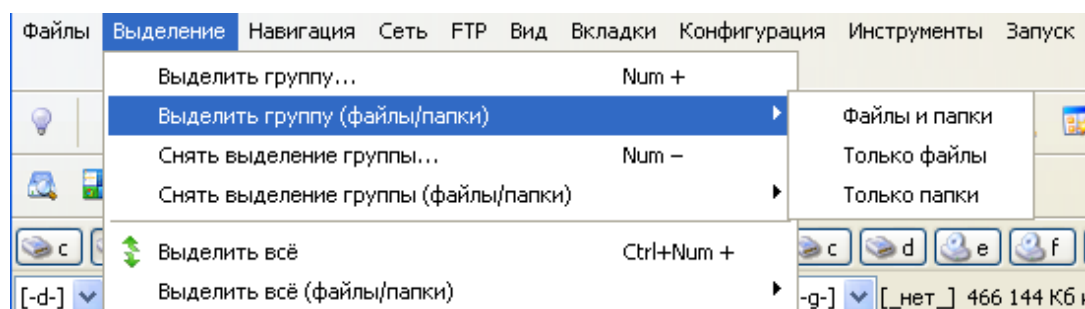 Файлы Выделение Навигация Сеть FTP Вид Вкладки Конфигурация Инструменты Запуск
Выделить группу... Num +
Выделить группу (файлы/папки)
Файлы и папки
Снять выделение группы... Num −
Только файлы
Снять выделение группы (файлы/папки)
Только папки
c
Выделить всё Ctrl+Num +
c d e f
[-d-]
Выделить всё (файлы/папки)
-g-] [_нет_] 466 144 Кб